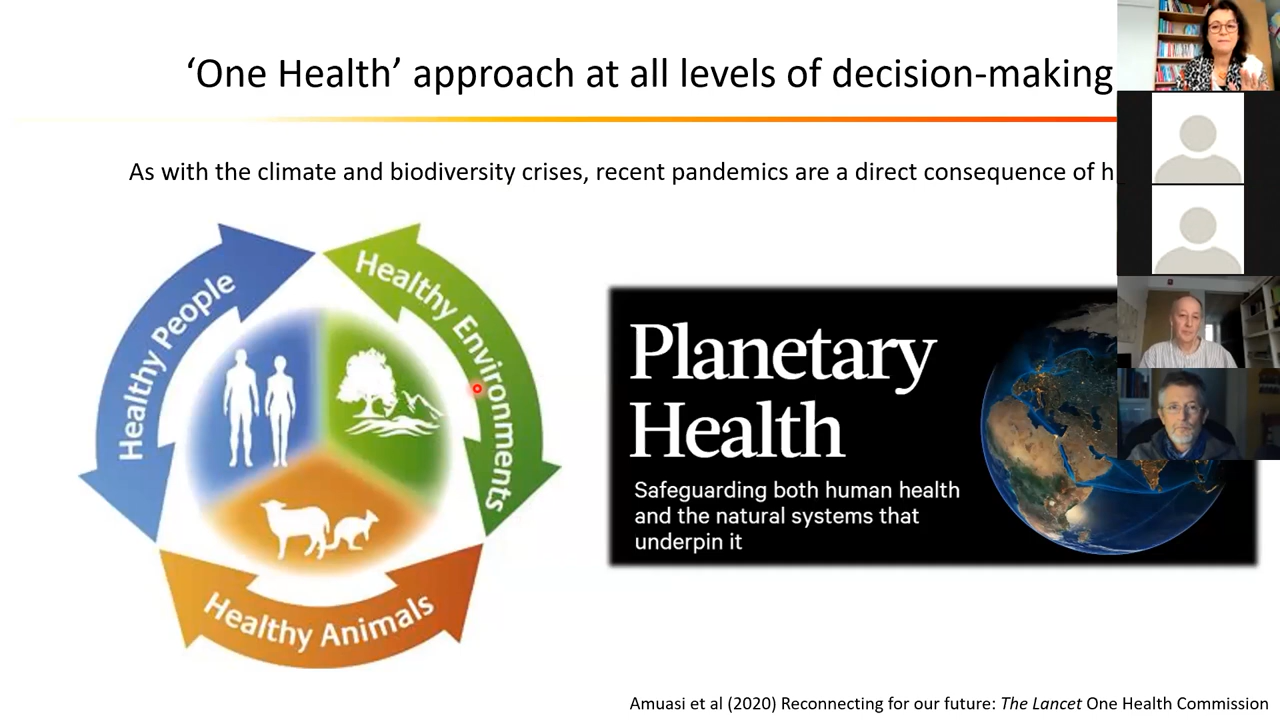 ‘One Health’ approach at all levels of decision-making
As with the climate and biodiversity crises, recent pandemics are a direct consequence of
Healthy People
Healthy Environments
Healthy Animals
Planetary
Health
Safeguarding both human health
and the natural systems that
underpin it
Amuasi et al (2020) Reconnecting for our future: The Lancet One Health Commission